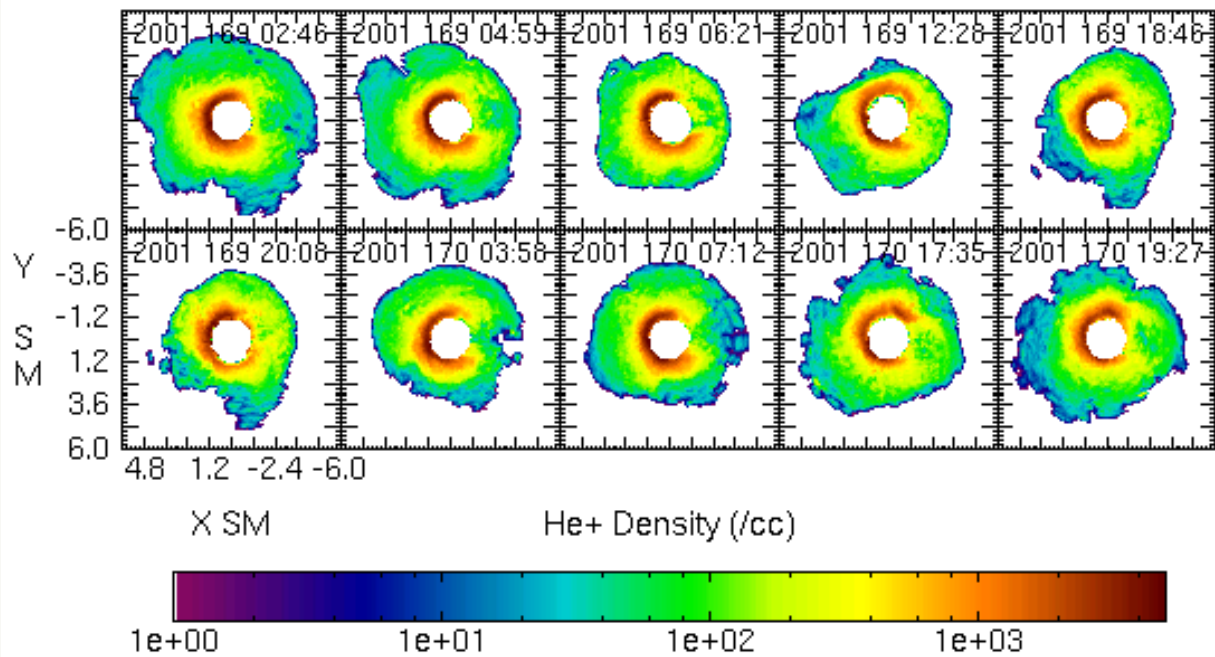 2001 169 02:46 2001 169 04:59 2001 169 06:21 2001 169 12:28 2001 169 18:46
-6.0
2001 169 20:08 2001 170 03:58 2001 170 07:12 2001 170 17:35 2001 170 19:27
Y SM
-3.6
-1.2
1.2
3.6
6.0
4.8 1.2 -2.4 -6.0
X SM He+ Density (/cc)
1e+00 1e+01 1e+02 1e+03